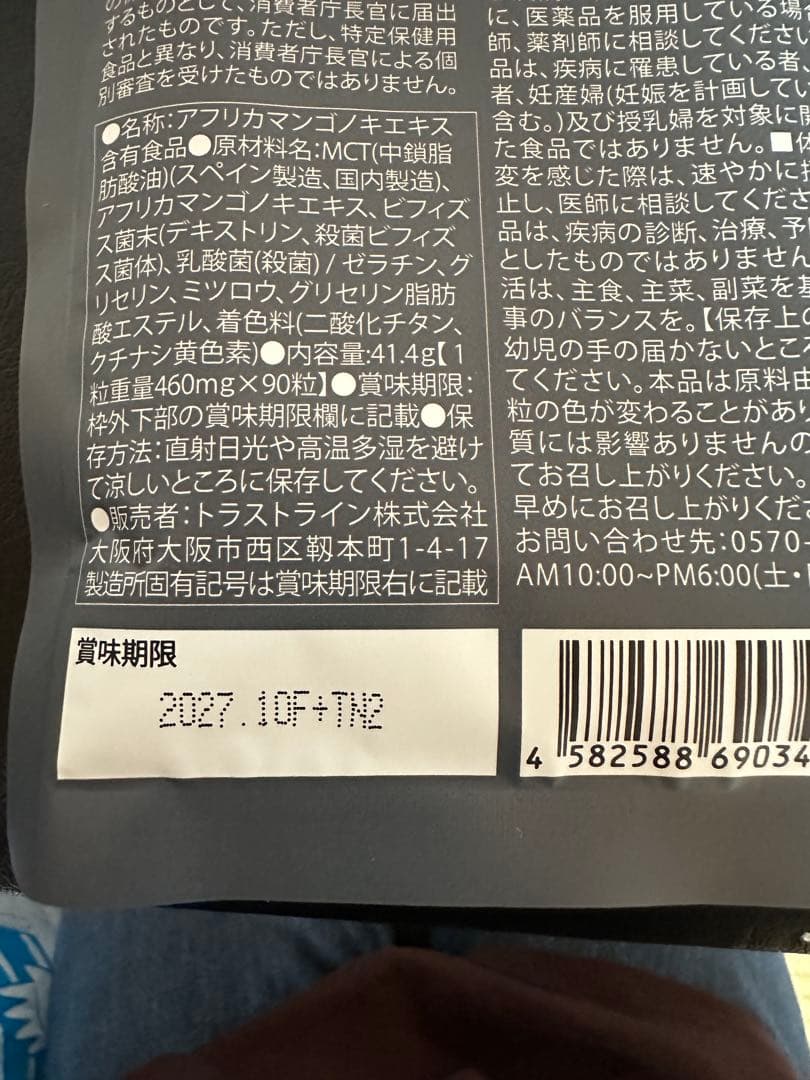 するものとして、消費者庁長官に届出
されたものです。ただし、特定保健用
食品と異なり、消費者庁長官による個
別審査を受けたものではありません。
●名称：アフリカマンゴノキエキス
含有食品●原材料名：MCT(中鎖脂
肪酸油)(スペイン製造、国内製造)、
アフリカマンゴノキエキス、ビフィズ
ス菌末(デキストリン、殺菌ビフィズ
ス菌体)、乳酸菌(殺菌) / ゼラチン、グ
リセリン、ミツロウ、グリセリン脂肪
酸エステル、着色料(二酸化チタン、
クチナシ黄色素)●内容量:41.4g【1
粒重量460mg×90粒】●賞味期限：
枠外下部の賞味期限欄に記載●保
存方法：直射日光や高温多湿を避け
て涼しいところに保存してください。
●販売者：トラストライン株式会社
大阪府大阪市西区靱本町1-4-17
製造所固有記号は賞味期限右に記載
賞味期限
2027.10F+TN2
に、医薬品を服用している場
師、薬剤師に相談してください
品は、疾病に罹患している者、
者、妊産婦(妊娠を計画してい
含む。)及び授乳婦を対象に開
た食品ではありません。■体
変を感じた際は、速やかに摂
止し、医師に相談してくださ
品は、疾病の診断、治療、予
としたものではありません
活は、主食、主菜、副菜を基
事のバランスを。【保存上の
幼児の手の届かないところ
てください。本品は原料由
粒の色が変わることがあり
質には影響ありませんの
てお召し上がりください。
早めにお召し上がりくださ
お問い合わせ先：0570-
AM10:00~PM6:00(土・
4 582588 69034